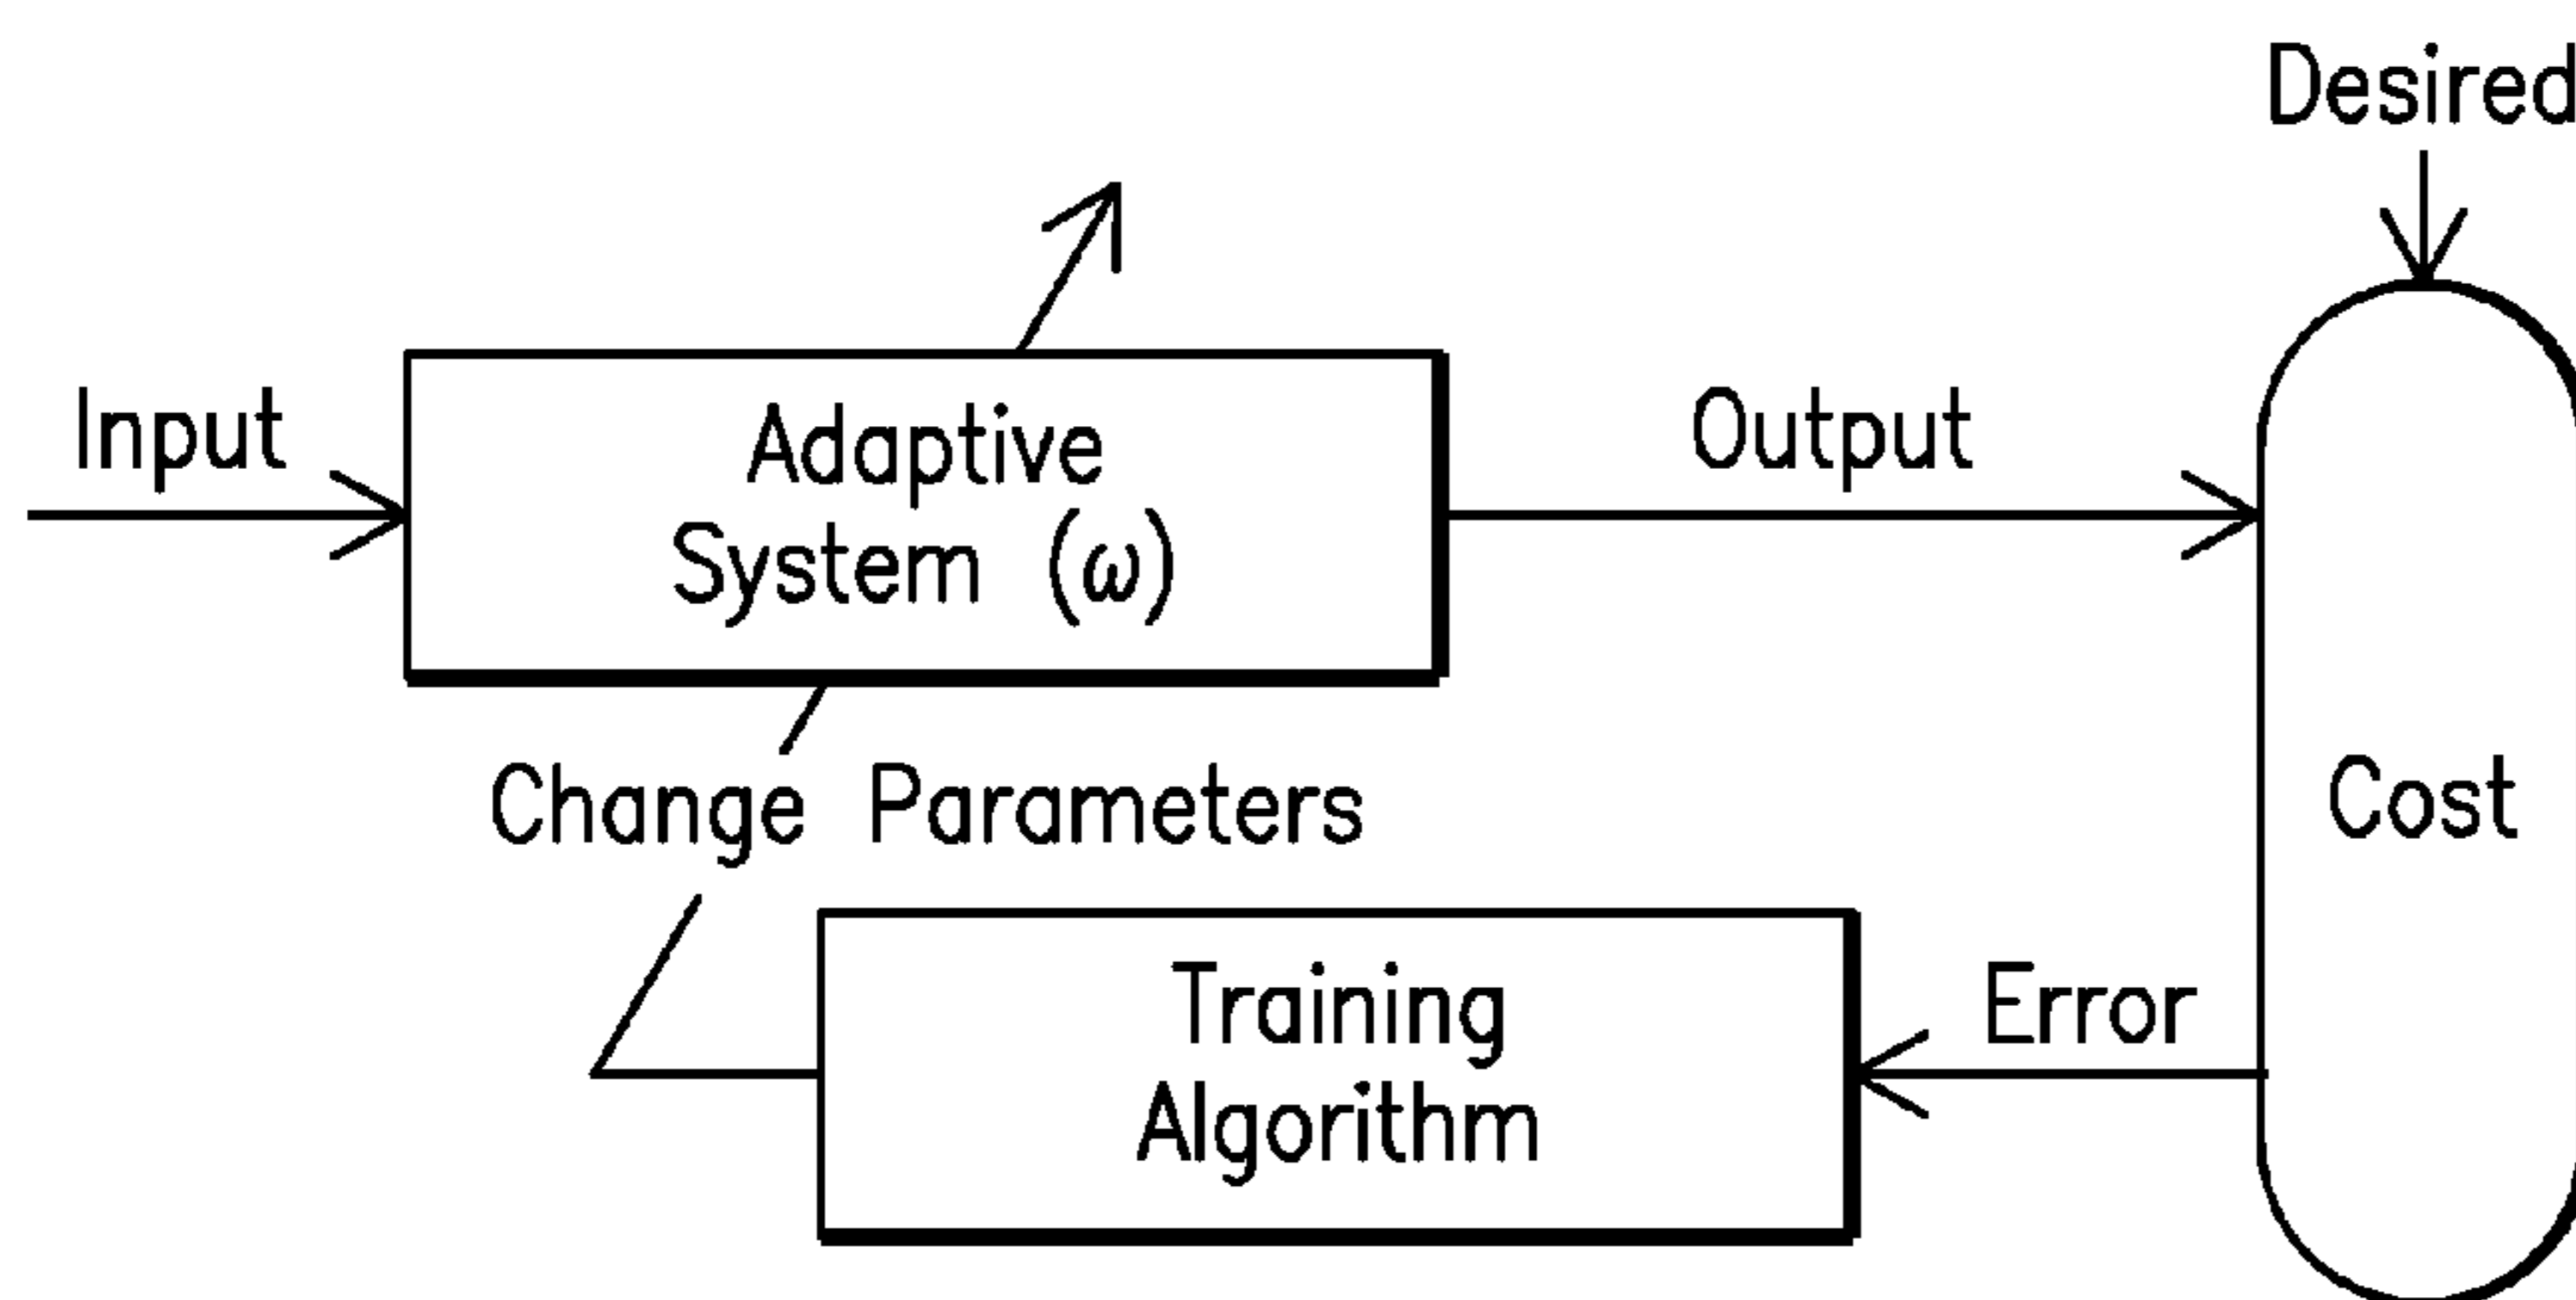 Desired
Input
Adaptive
System (ω)
Output
Change Parameters
Cost
Training
Algorithm
Error